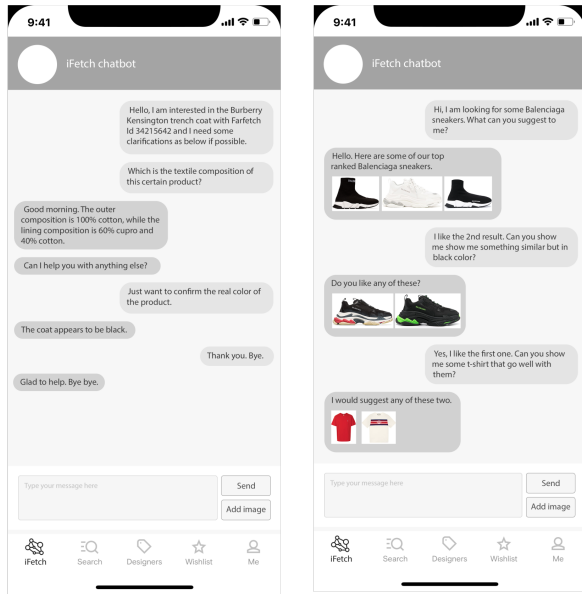 9:41
iFetch chatbot
Hello, I am interested in the Burberry
Kensington trench coat with Farfetch
Id 34215642 and I need some
clarifications as below if possible.
Which is the textile composition of
this certain product?
Good morning. The outer
composition is 100% cotton, while the
lining composition is 60% cupro and
40% cotton.
Can I help you with anything else?
Just want to confirm the real color of
the product.
The coat appears to be black.
Thank you. Bye.
Glad to help. Bye bye.
Type your message here
Send
Add image
iFetch
Search
Designers
Wishlist
Me
9:41
iFetch chatbot
Hi, I am looking for some Balenciaga
sneakers. What can you suggest to
me?
Hello. Here are some of our top
ranked Balenciaga sneakers.
I like the 2nd result. Can you show
me show me something similar but in
black color?
Do you like any of these?
Yes, I like the first one. Can you show
me some t-shirt that go well with
them?
I would suggest any of these two.
Type your message here
Send
Add image
iFetch
Search
Designers
Wishlist
Me